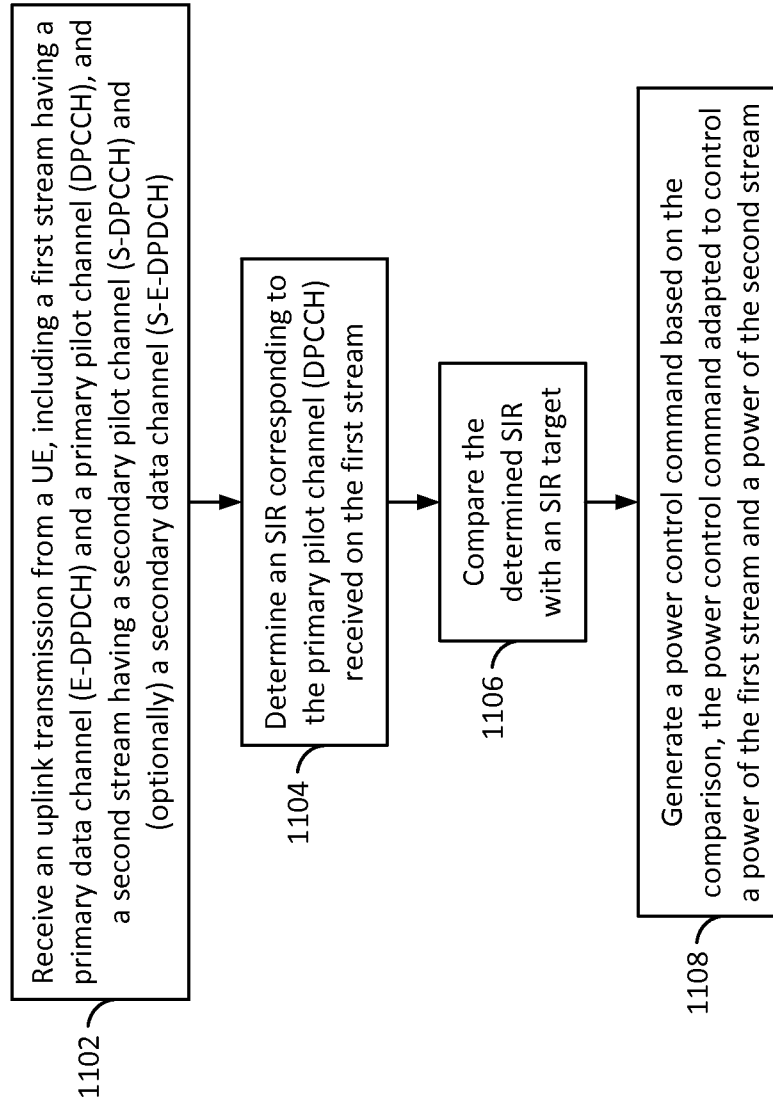 Receive an uplink transmission from a UE, including a first stream having a
primary data channel (E-DPDCH) and a primary pilot channel (DPCCH), and
a second stream having a secondary pilot channel (S-DPCCH) and
(optionally) a secondary data channel (S-E-DPDCH)
1102
Determine an SIR corresponding to
the primary pilot channel (DPCCH)
received on the first stream
1104
Compare the
determined SIR
with an SIR target
1106
Generate a power control command based on the
comparison, the power control command adapted to control
a power of the first stream and a power of the second stream
1108